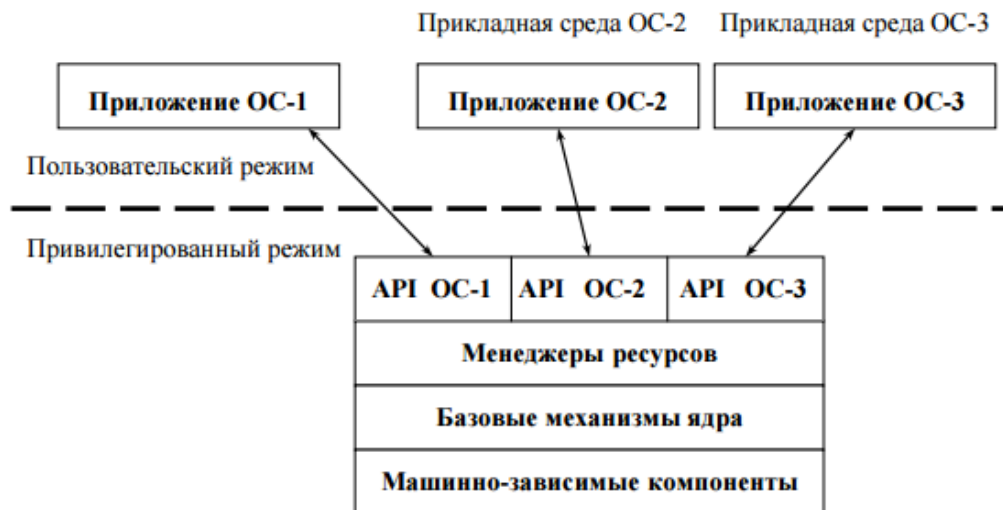 Прикладная среда ОС-2 Прикладная среда ОС-3
Приложение ОС-1 Приложение ОС-2 Приложение ОС-3
Пользовательский режим
Привилегированный режим
API ОС-1 API ОС-2 API ОС-3
Менеджеры ресурсов
Базовые механизмы ядра
Машинно-зависимые компоненты